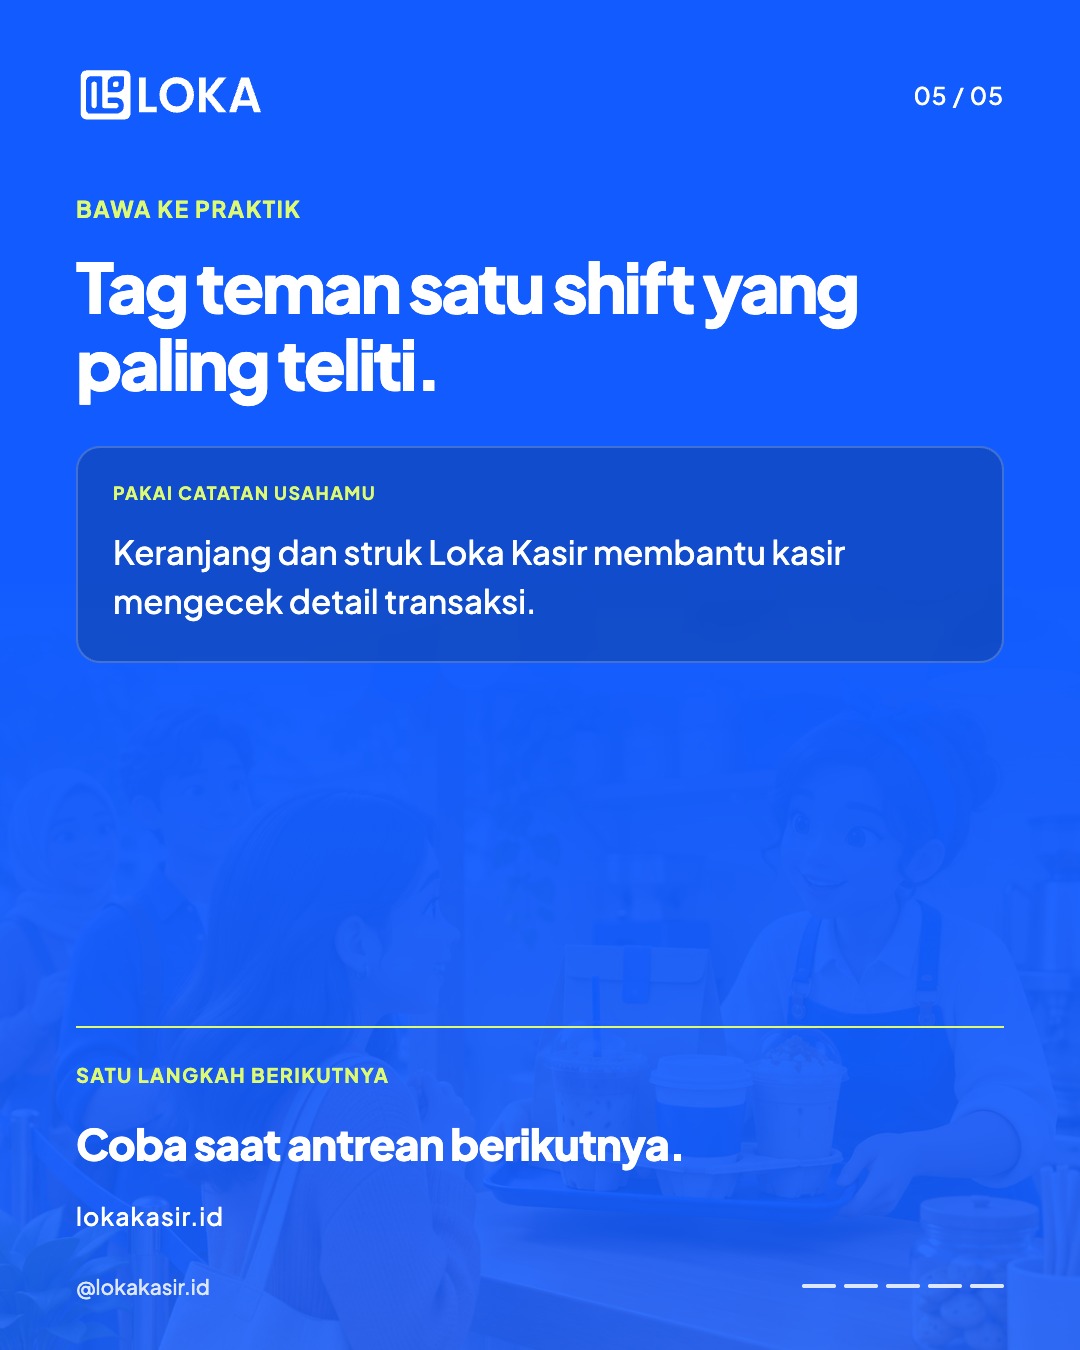 LOKA
05 / 05
BAWA KE PRAKTIK
Tag teman satu shift yang
paling teliti.
PAKAI CATATAN USAHAMU
Keranjang dan struk Loka Kasir membantu kasir
mengecek detail transaksi.
SATU LANGKAH BERIKUTNYA
Coba saat antrean berikutnya.
lokakasir.id
@lokakasir.id